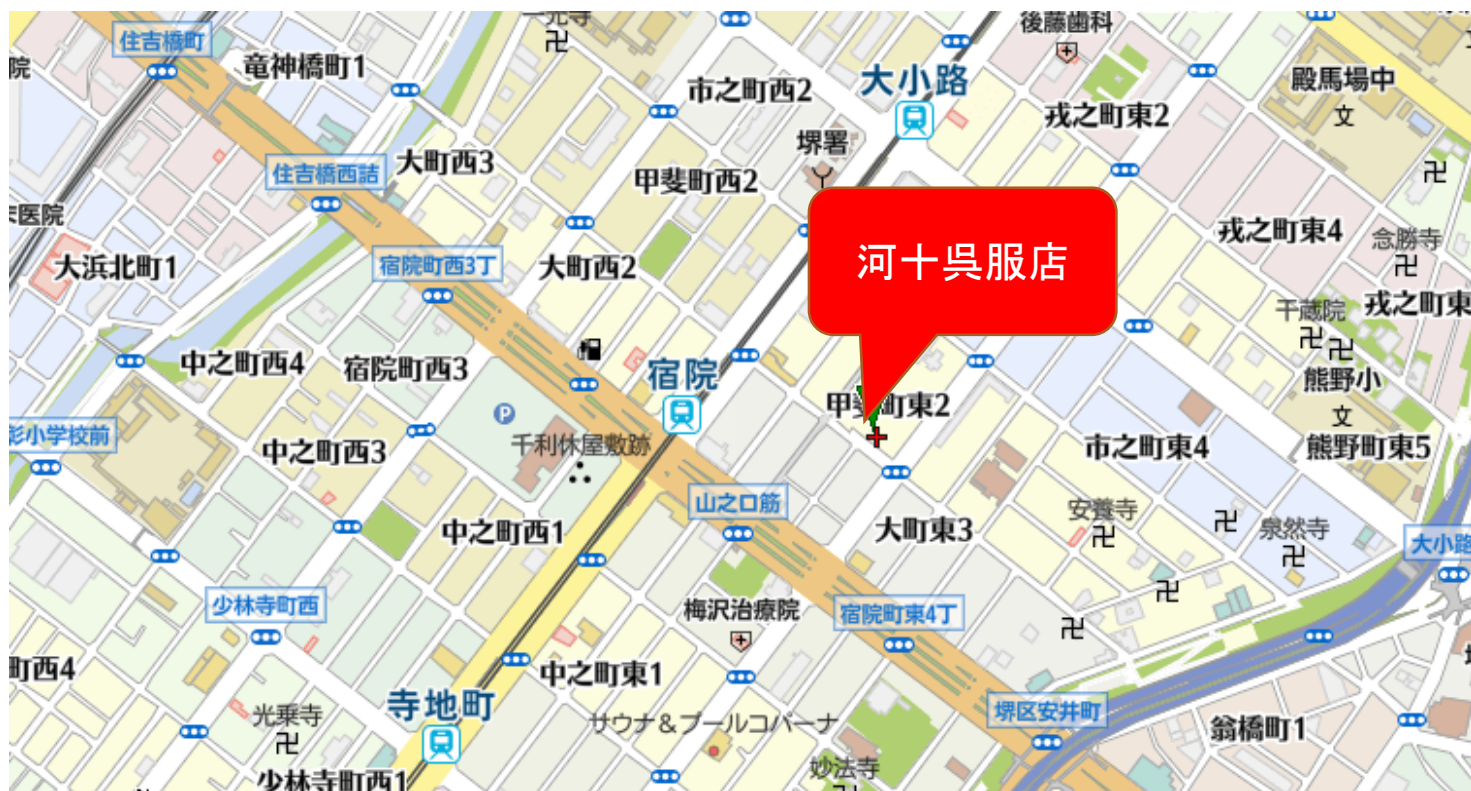 一光寺
後藤歯科
住吉橋町
竜神橋町1
院
市之町西2
大小路
殿馬場中
文
戎之町東2
堺署
住吉橋西詰
大町西3
甲斐町西2
医院
大浜北町1
宿院町西3丁
大町西2
河十呉服店
戎之町東4
念勝寺
干蔵院
戎之町東
中之町西4
宿院町西3
宿院
熊野小
文
甲斐町東2
P
千利休屋敷跡
彭小学校前
中之町西3
市之町東4
熊野町東5
山之口筋
中之町西1
大町東3
安養寺
泉然寺
大小路
少林寺町西
梅沢治療院
宿院町東4丁
町西4
中之町東1
寺地町
光乗寺
サウナ&プールコパーナ
堺区安井町
翁橋町1
少林寺町西1
妙法寺